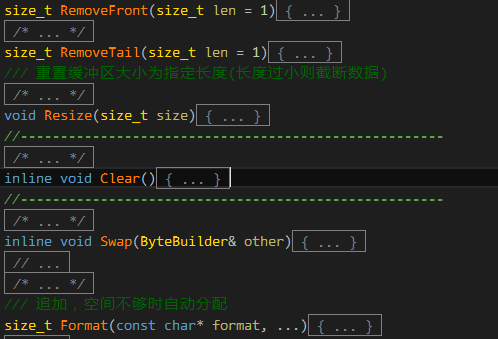 size_t RemoveFront(size_t len = 1){ ... }
/* ... */
size_t RemoveTail(size_t len = 1){ ... }
/// 重置缓冲区大小为指定长度(长度过小则截断数据)
/* ... */
void Resize(size_t size){ ... }
//-----------------------------------------------------
/* ... */
inline void Clear(){ ... }
//-----------------------------------------------------
/* ... */
inline void Swap(ByteBuilder& other){ ... }
// ...
/* ... */
/// 追加，空间不够时自动分配
size_t Format(const char* format, ...){ ... }